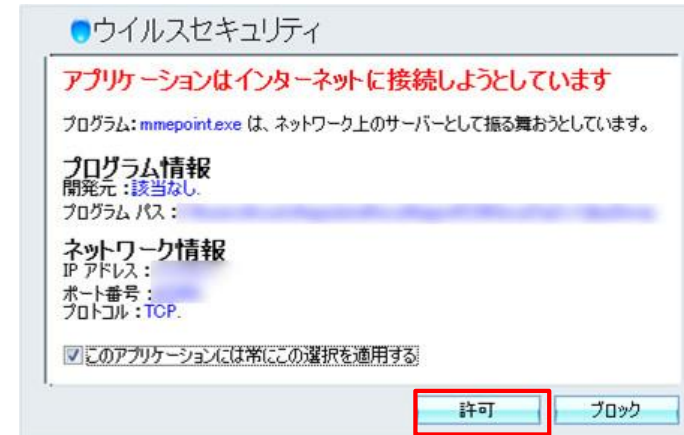 ウイルスセキュリティ
アプリケーションはインターネットに接続しようとしています
プログラム: mmepoint.exe は、ネットワーク上のサーバーとして振る舞おうとしています。
プログラム情報
開発元 : 該当なし.
プログラム パス :
ネットワーク情報
IP アドレス :
ポート番号 :
プロトコル : TCP.
このアプリケーションには常にこの選択を適用する
許可 ブロック